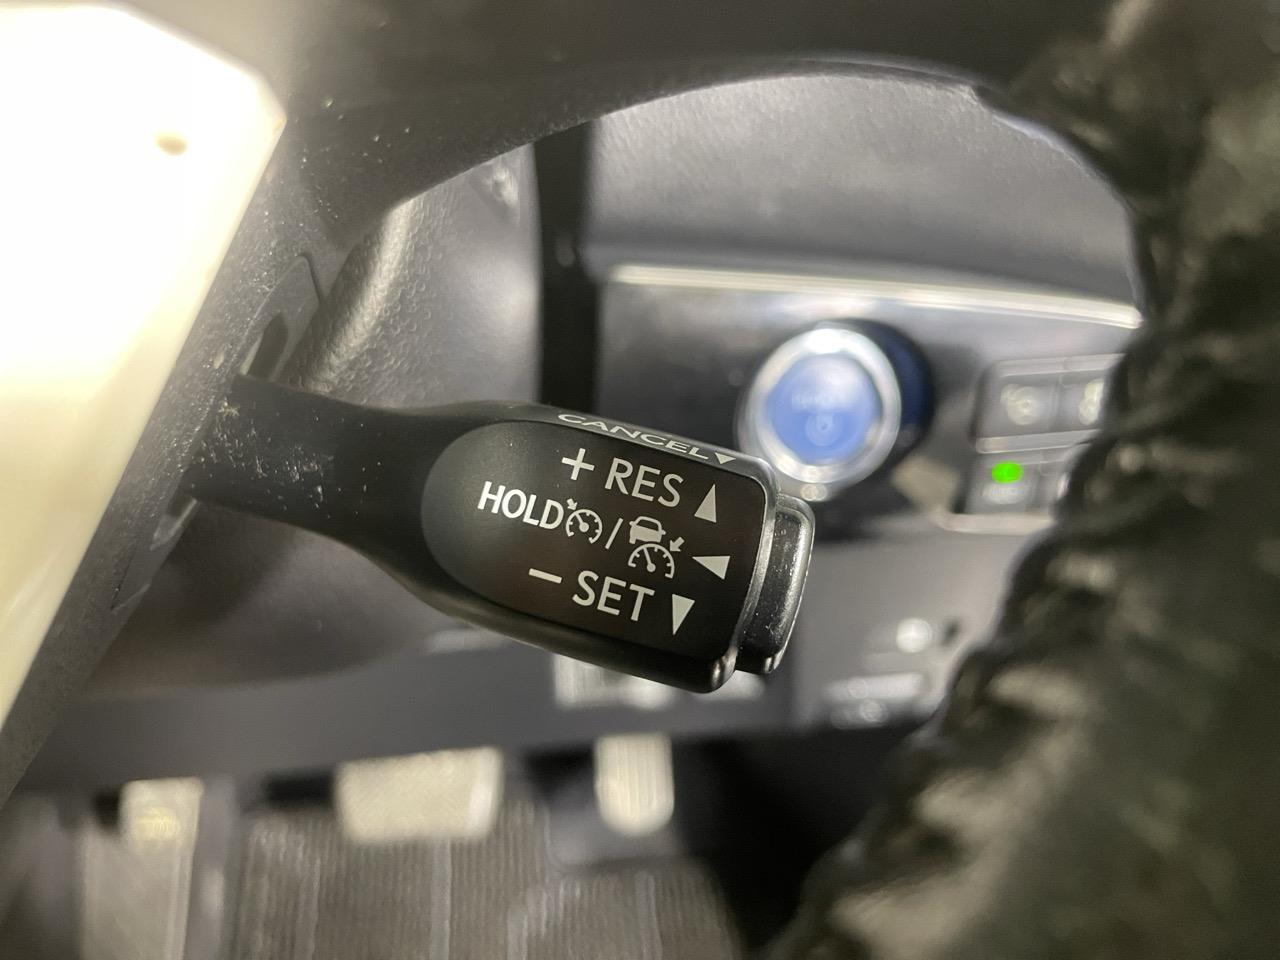 CANCEL▼
+ RES ▲
HOLD / ◀
− SET ▼